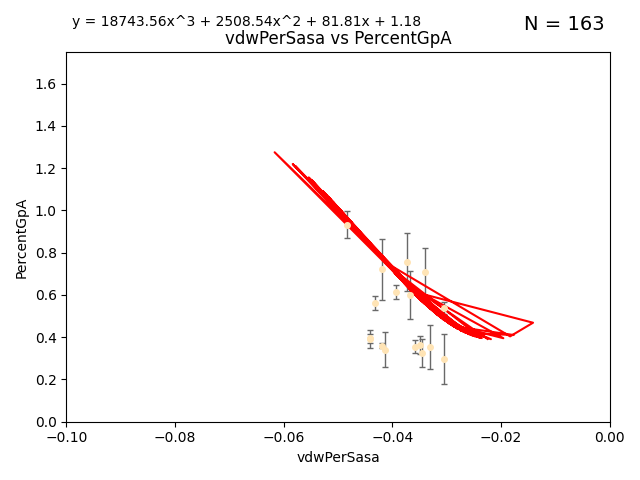 y = 18743.56x^3 + 2508.54x^2 + 81.81x + 1.18
N = 163
vdwPerSasa vs PercentGpA
1.6
1.4
1.2
1.0
0.8
0.6
0.4
0.2
0.0
PercentGpA
−0.10 −0.08 −0.06 −0.04 −0.02 0.00
vdwPerSasa